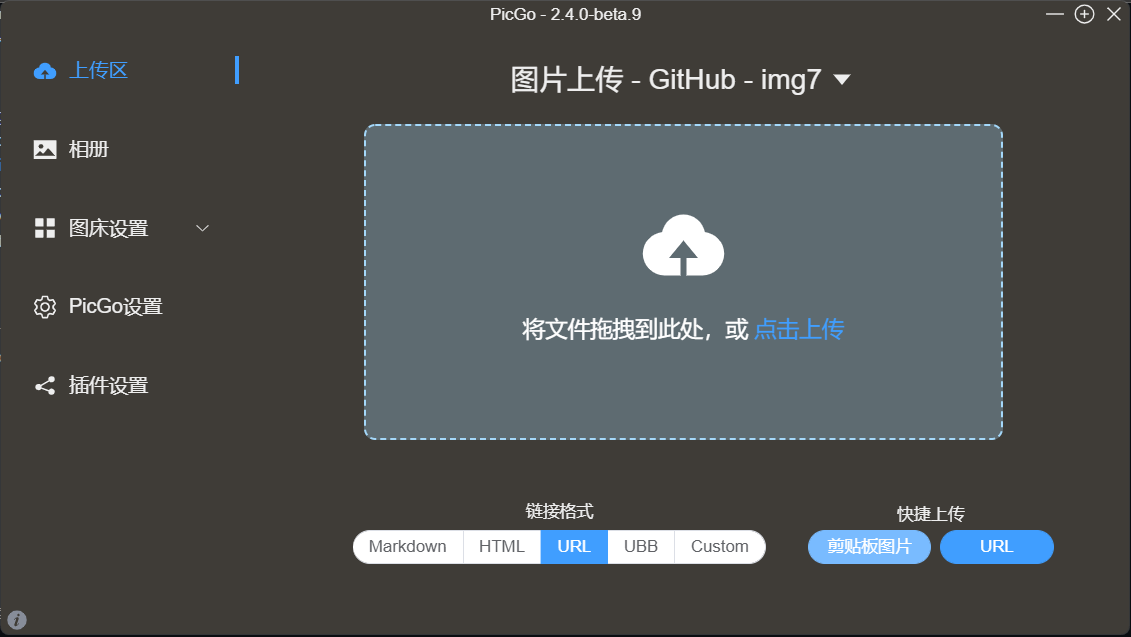 PicGo - 2.4.0-beta.9
上传区
相册
图床设置
PicGo设置
插件设置
图片上传 - GitHub - img7
将文件拖拽到此处，或 点击上传
链接格式
Markdown HTML URL UBB Custom
快捷上传
剪贴板图片 URL